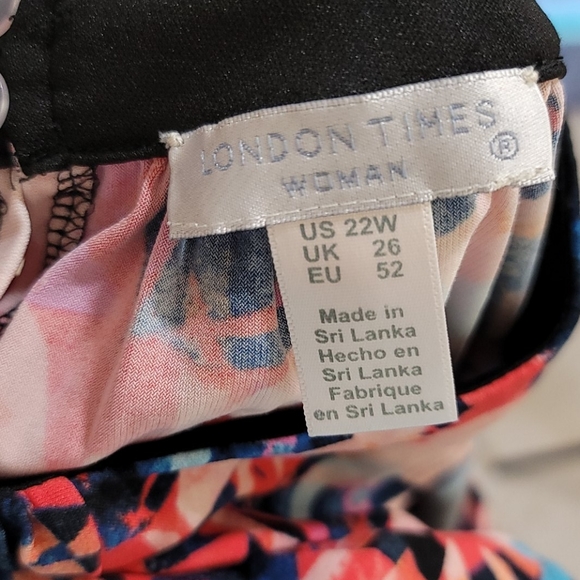 LONDON TIMES ®
WOMAN
US 22W
UK 26
EU 52
Made in
Sri Lanka
Hecho en
Sri Lanka
Fabrique
en Sri Lanka